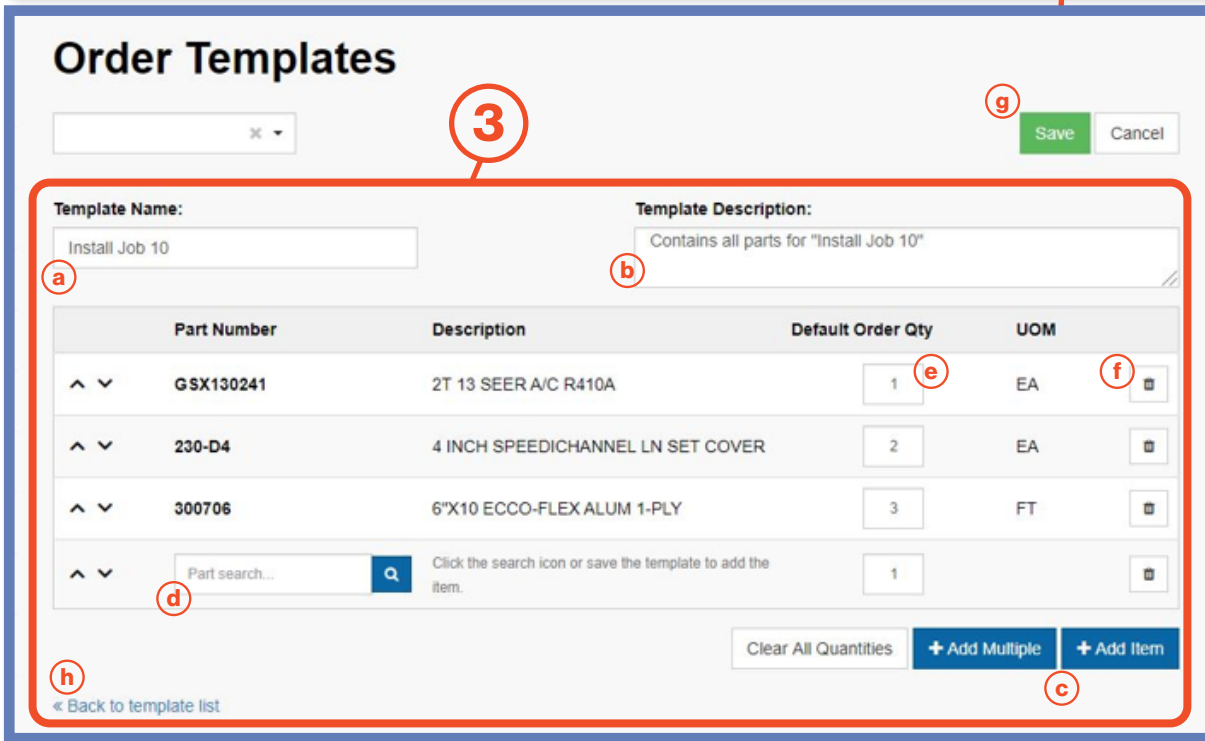 Order Templates
3
g
Save Cancel
Template Name: Template Description:
Install Job 10 Contains all parts for "Install Job 10"
a b
Part Number Description Default Order Qty UOM
GSX130241 2T 13 SEER A/C R410A 1 e EA f
230-D4 4 INCH SPEEDICHANNEL LN SET COVER 2 EA
300706 6"X10 ECCO-FLEX ALUM 1-PLY 3 FT
Part search... Click the search icon or save the template to add the
item. 1
d
Clear All Quantities + Add Multiple + Add Item
h c
« Back to template list